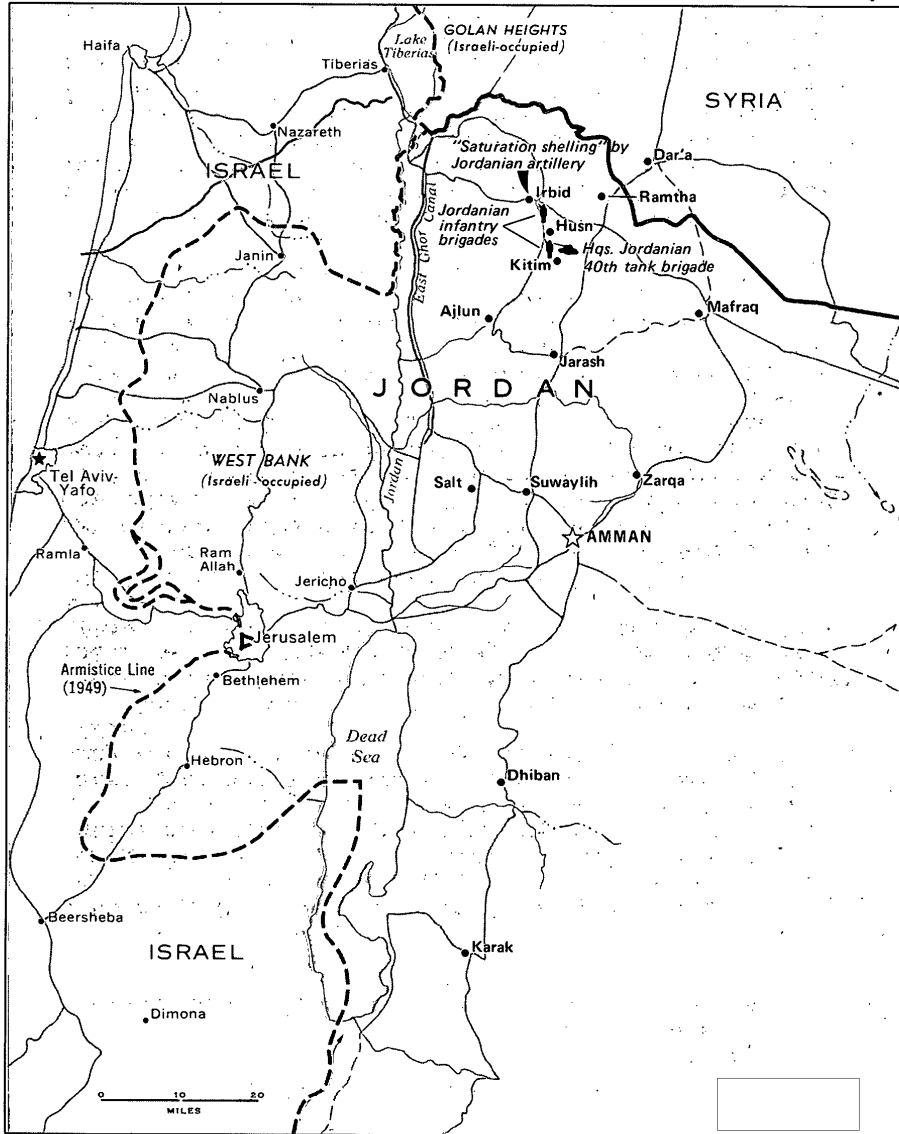 GOLAN HEIGHTS
(Israeli-occupied)
Lake
Tiberias
Haifa
Tiberias
SYRIA
Nazareth
"Saturation shelling" by
Jordanian artillery
Dar'a
ISRAEL
Irbid
Ramtha
Jordanian
infantry
brigades
Husn
Hqs. Jordanian
40th tank brigade
Janin
Kitim
East Ghor Canal
Ajlun
Mafraq
Jarash
JORDAN
Nablus
WEST BANK
(Israeli-occupied)
Jordan
Tel Aviv-
Yafo
Salt
Suwaylih
Zarqa
AMMAN
Ramla
Ram
Allah
Jericho
Jerusalem
Armistice Line
(1949)
Bethlehem
Dead
Sea
Hebron
Dhiban
Beersheba
ISRAEL
Karak
Dimona
0 10 20
MILES